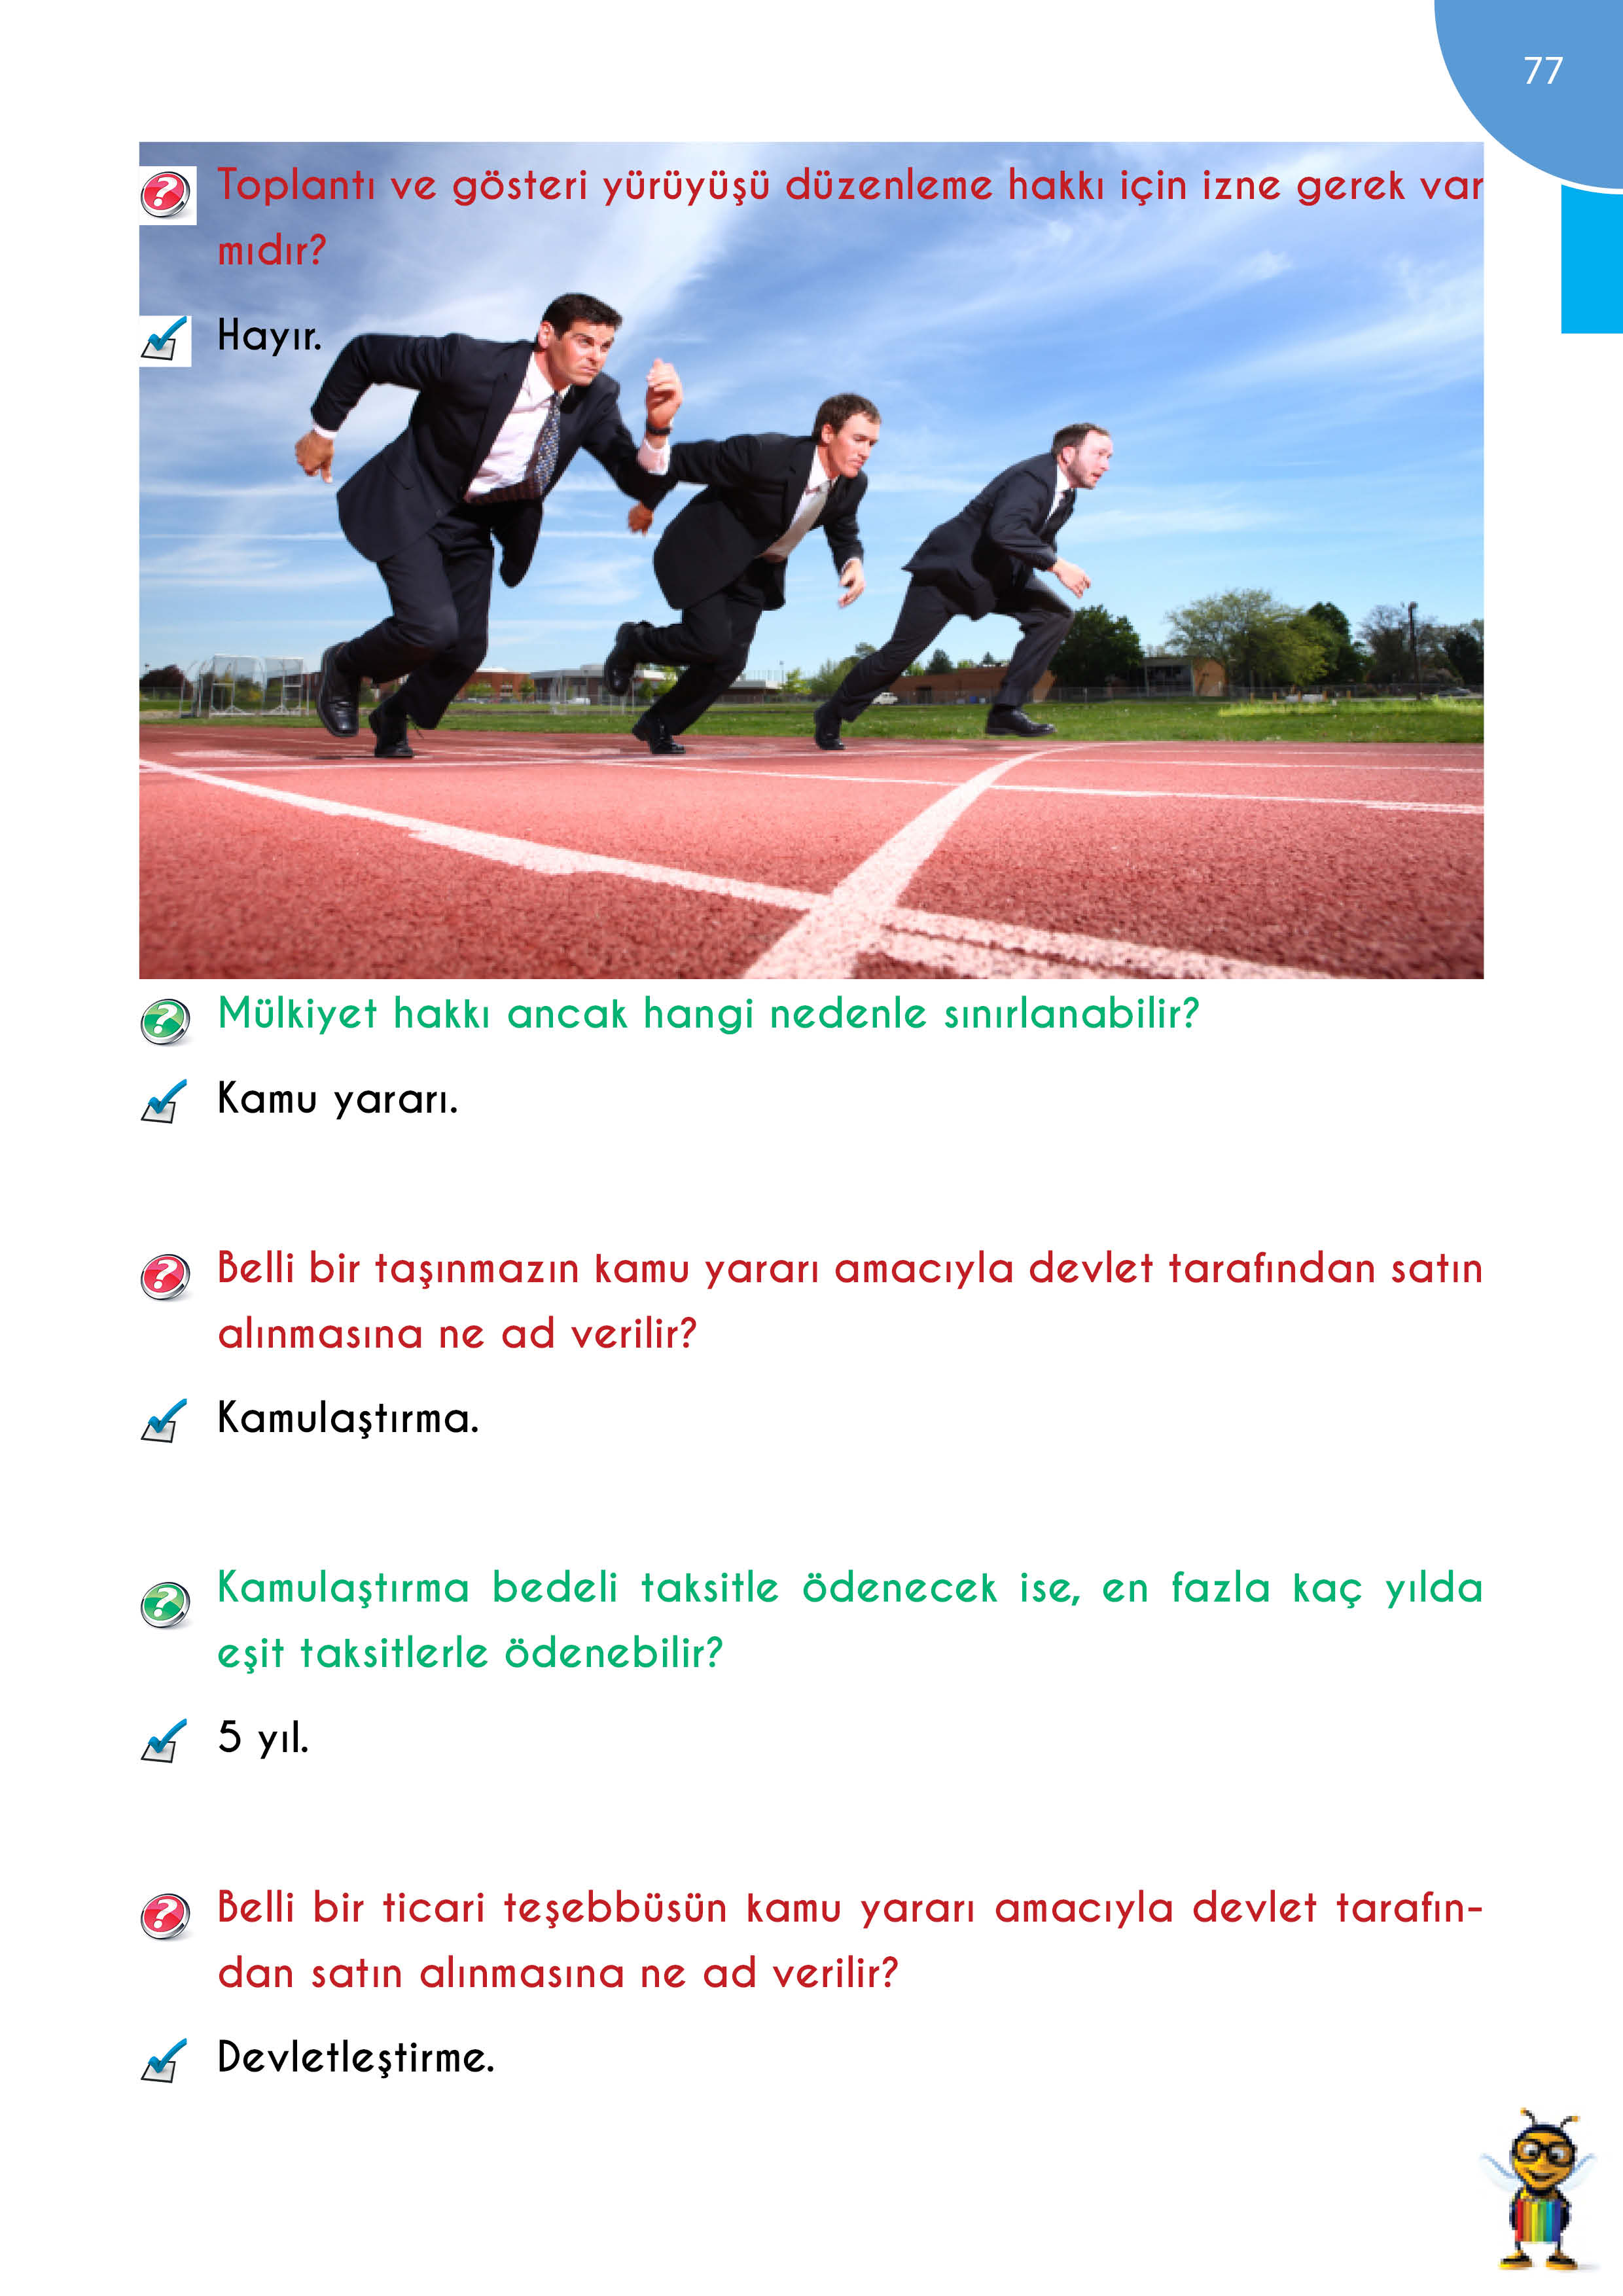 77
Toplantı ve gösteri yürüyüşü düzenleme hakkı için izne gerek var
mıdır?
Hayır.
Mülkiyet hakkı ancak hangi nedenle sınırlanabilir?
Kamu yararı.
Belli bir taşınmazın kamu yararı amacıyla devlet tarafından satın
alınmasına ne ad verilir?
Kamulaştırma.
Kamulaştırma bedeli taksitle ödenecek ise, en fazla kaç yılda
eşit taksitlerle ödenebilir?
5 yıl.
Belli bir ticari teşebbüsün kamu yararı amacıyla devlet tarafın-
dan satın alınmasına ne ad verilir?
Devletleştirme.